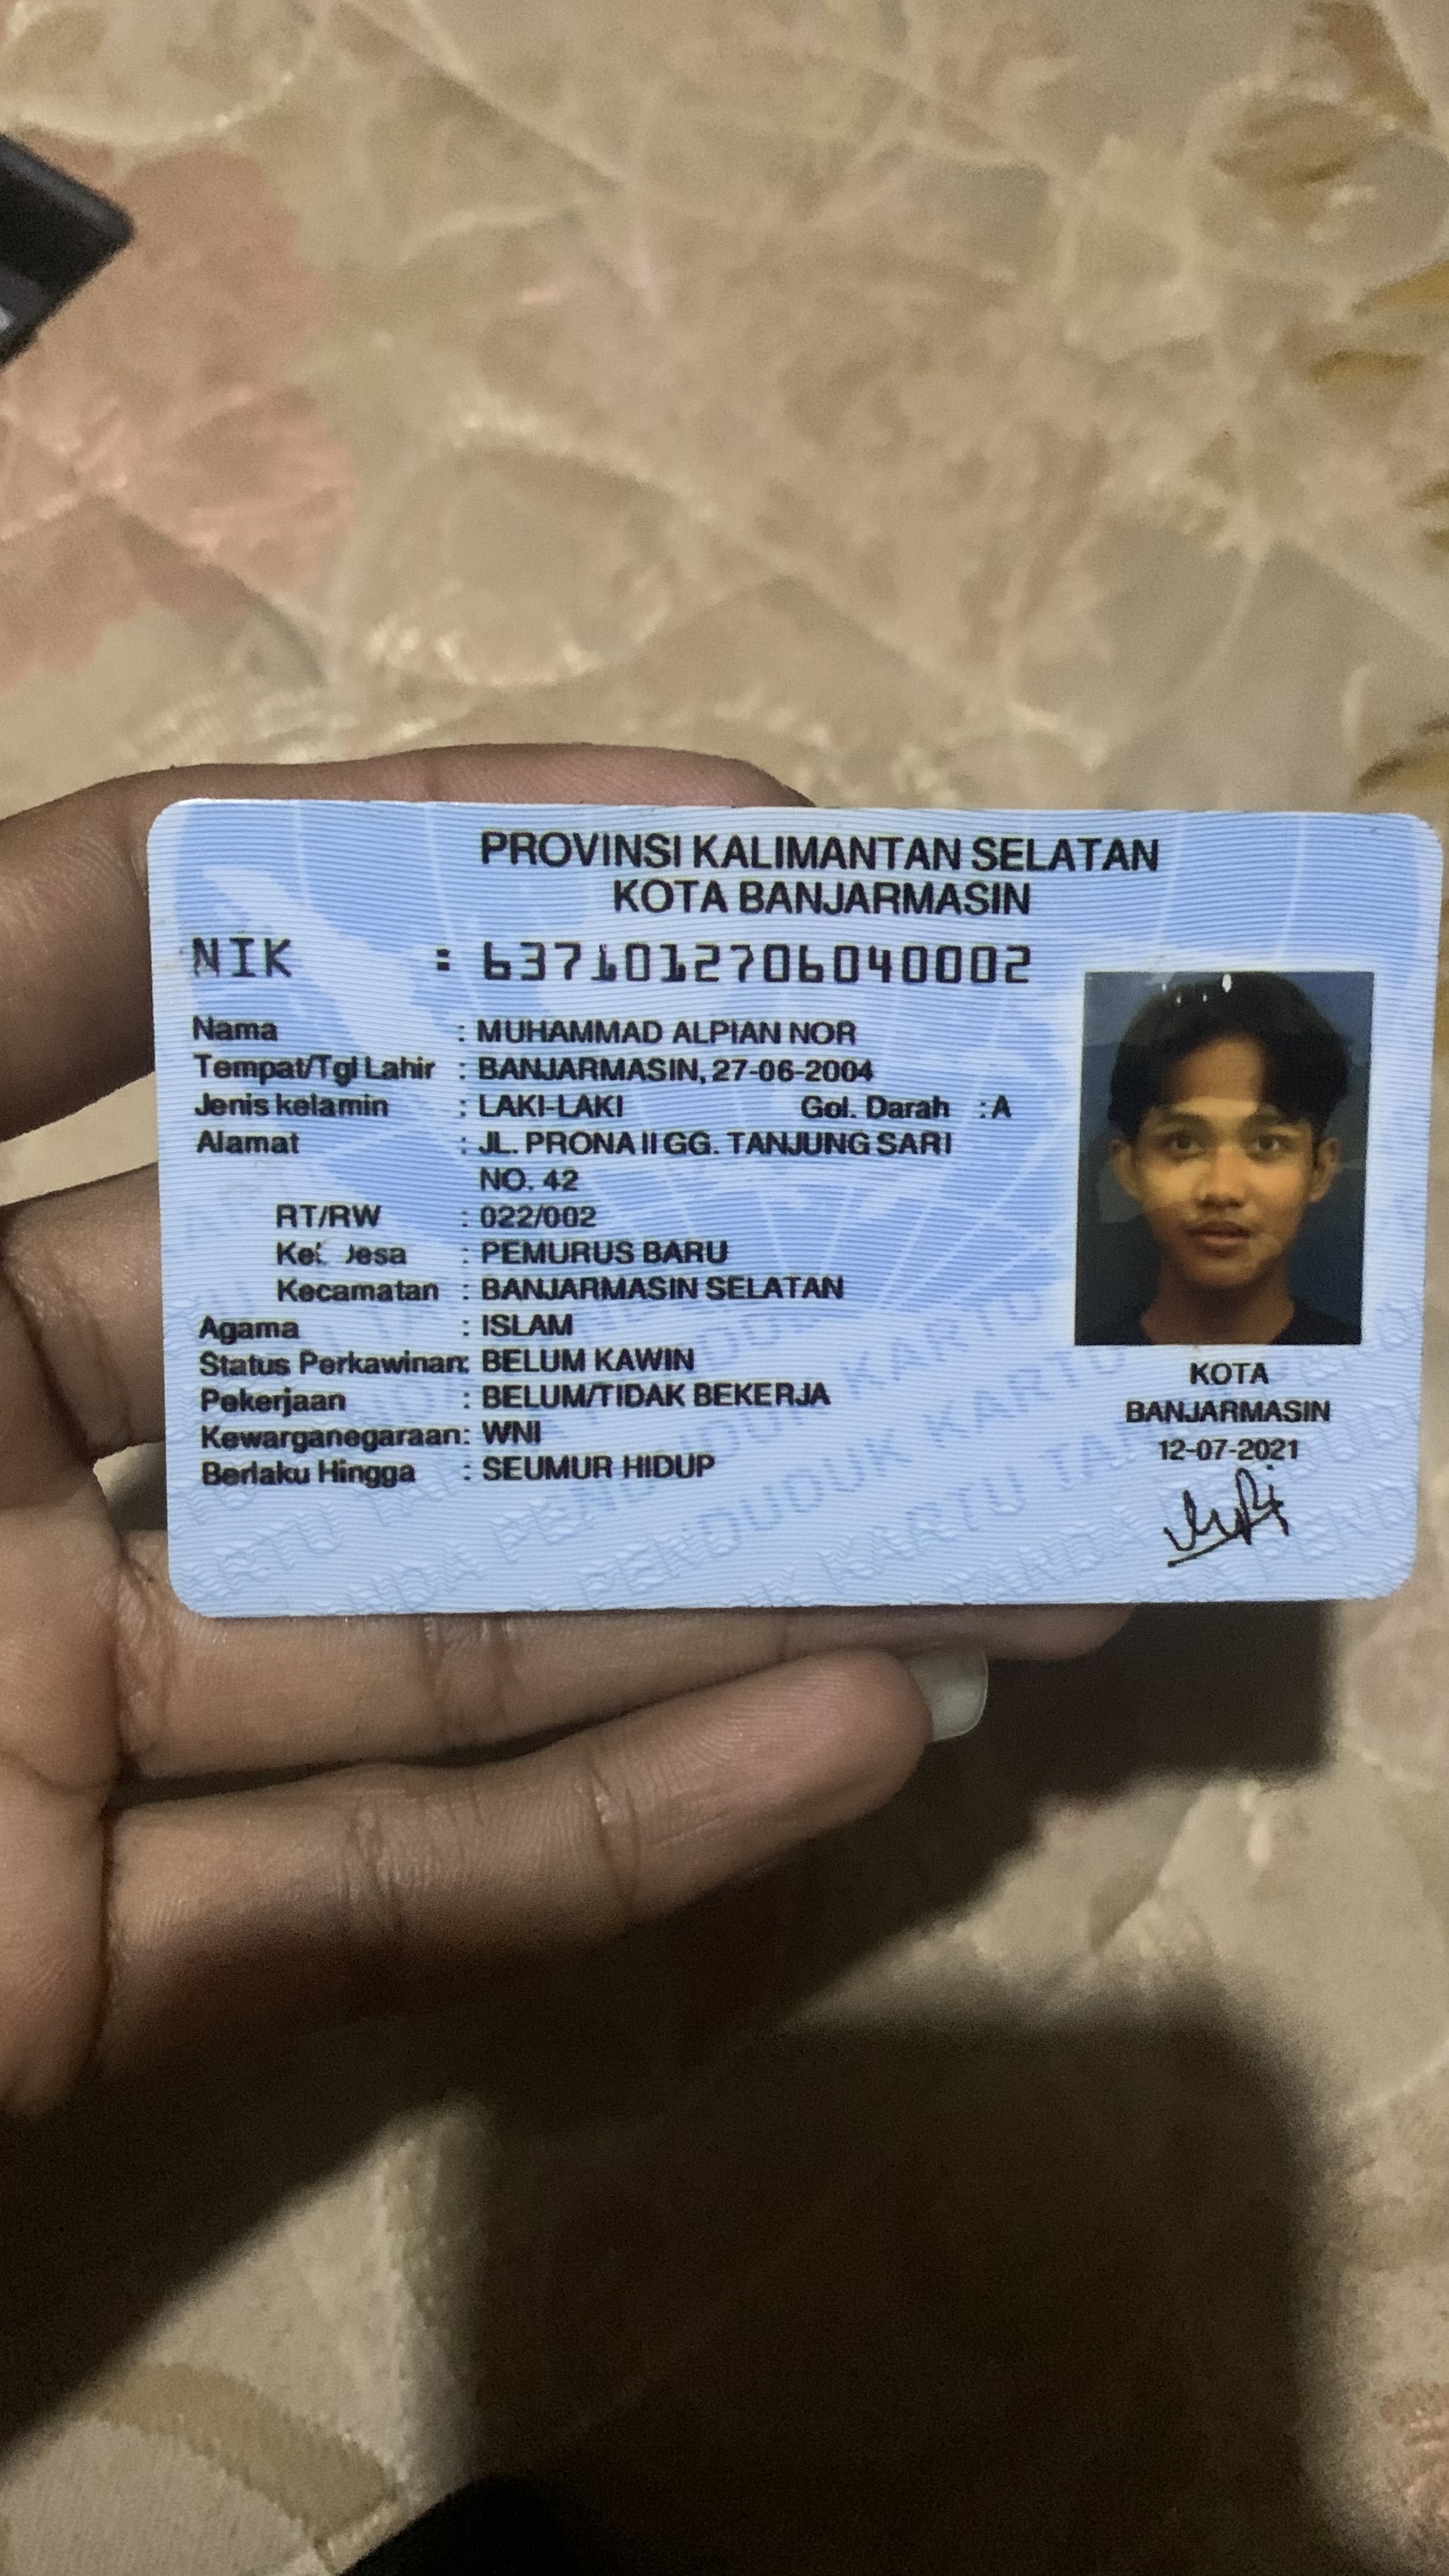 PROVINSI KALIMANTAN SELATAN
KOTA BANJARMASIN
NIK : 6371012706040002
Nama : MUHAMMAD ALPIAN NOR
Tempat/Tgl Lahir : BANJARMASIN, 27-06-2004
Jenis kelamin : LAKI-LAKI Gol. Darah : A
Alamat : JL. PRONA II GG. TANJUNG SARI
NO. 42
RT/RW : 022/002
Kel Desa : PEMURUS BARU
Kecamatan : BANJARMASIN SELATAN
Agama : ISLAM
Status Perkawinan: BELUM KAWIN
Pekerjaan : BELUM/TIDAK BEKERJA
Kewarganegaraan: WNI
Berlaku Hingga : SEUMUR HIDUP
KOTA
BANJARMASIN
12-07-2021